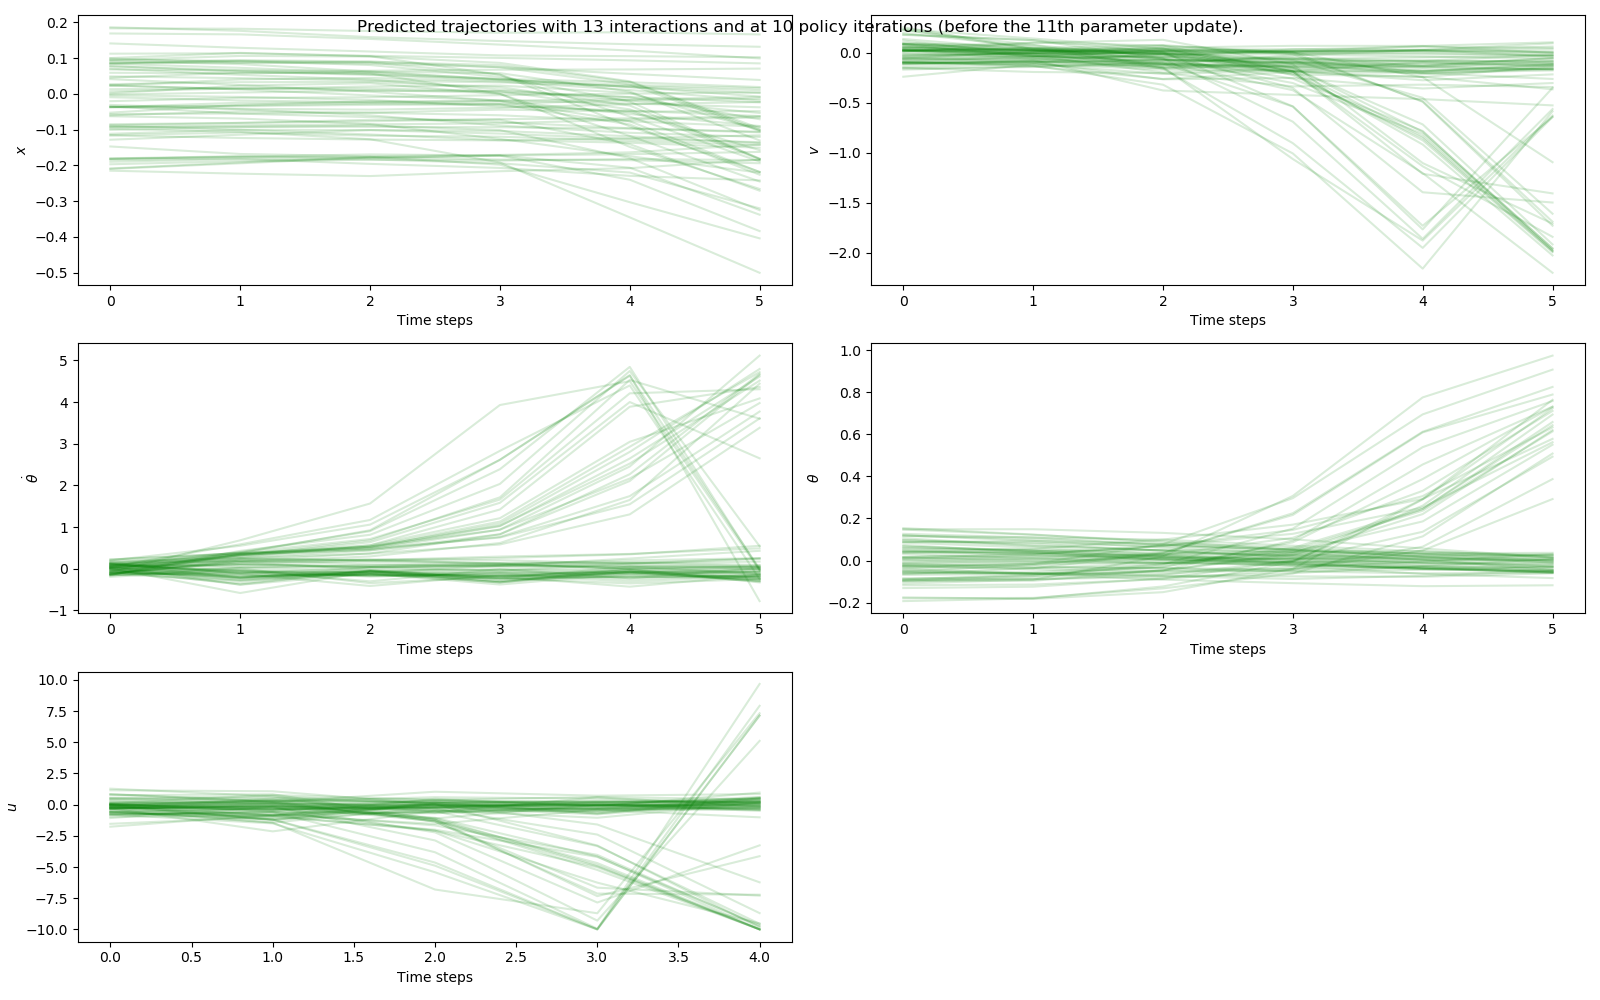 Predicted trajectories with 13 interactions and at 10 policy iterations (before the 11th parameter update).
0.2
0.1
0.0
−0.1
−0.2
−0.3
−0.4
−0.5
x
0 1 2 3 4 5
Time steps
0.0
−0.5
−1.0
−1.5
−2.0
v
0 1 2 3 4 5
Time steps
5
4
3
2
1
0
−1
θ̇
0 1 2 3 4 5
Time steps
1.0
0.8
0.6
0.4
0.2
0.0
−0.2
θ
0 1 2 3 4 5
Time steps
10.0
7.5
5.0
2.5
0.0
−2.5
−5.0
−7.5
−10.0
u
0.0 0.5 1.0 1.5 2.0 2.5 3.0 3.5 4.0
Time steps